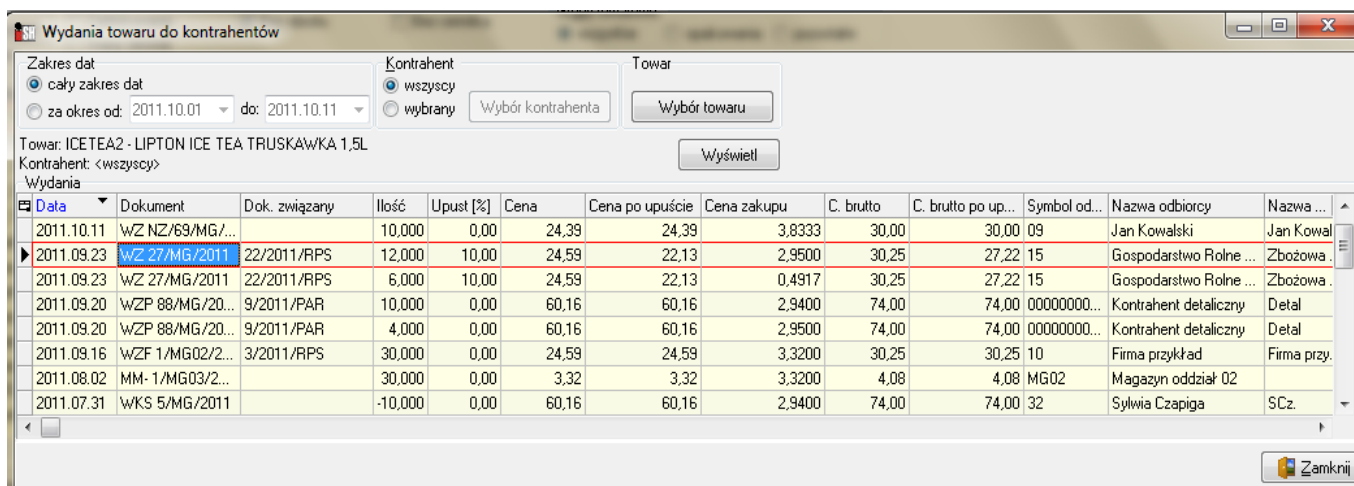 Wydania towaru do kontrahentów
Zakres dat Kontrahent Towar
cały zakres dat wszyscy
za okres od: 2011.10.01 do: 2011.10.11 wybrany Wybór kontrahenta Wybór towaru
Towar: ICETEA2 - LIPTON ICE TEA TRUSKAWKA 1,5L
Kontrahent: <wszyscy> Wyświetl
Wydania
Data Dokument Dok. związany Ilość Upust [%] Cena Cena po upuście Cena zakupu C. brutto C. brutto po up... Symbol od... Nazwa odbiorcy Nazwa ...
2011.10.11 WZ NZ/69/MG/... 10,000 0,00 24,39 24,39 3,8333 30,00 30,00 09 Jan Kowalski Jan Kowal
2011.09.23 WZ 27/MG/2011 22/2011/RPS 12,000 10,00 24,59 22,13 2,9500 30,25 27,22 15 Gospodarstwo Rolne ... Zbożowa .
2011.09.23 WZ 27/MG/2011 22/2011/RPS 6,000 10,00 24,59 22,13 0,4917 30,25 27,22 15 Gospodarstwo Rolne ... Zbożowa .
2011.09.20 WZP 88/MG/20... 9/2011/PAR 10,000 0,00 60,16 60,16 2,9400 74,00 74,00 00000000... Kontrahent detaliczny Detal
2011.09.20 WZP 88/MG/20... 9/2011/PAR 4,000 0,00 60,16 60,16 2,9500 74,00 74,00 00000000... Kontrahent detaliczny Detal
2011.09.16 WZF 1/MG02/2... 3/2011/RPS 30,000 0,00 24,59 24,59 3,3200 30,25 30,25 10 Firma przykład Firma przy.
2011.08.02 MM- 1/MG03/2... 30,000 0,00 3,32 3,32 3,3200 4,08 4,08 MG02 Magazyn oddział 02
2011.07.31 WKS 5/MG/2011 -10,000 0,00 60,16 60,16 2,9400 74,00 74,00 32 Sylwia Czapiga SCz.
Zamknij